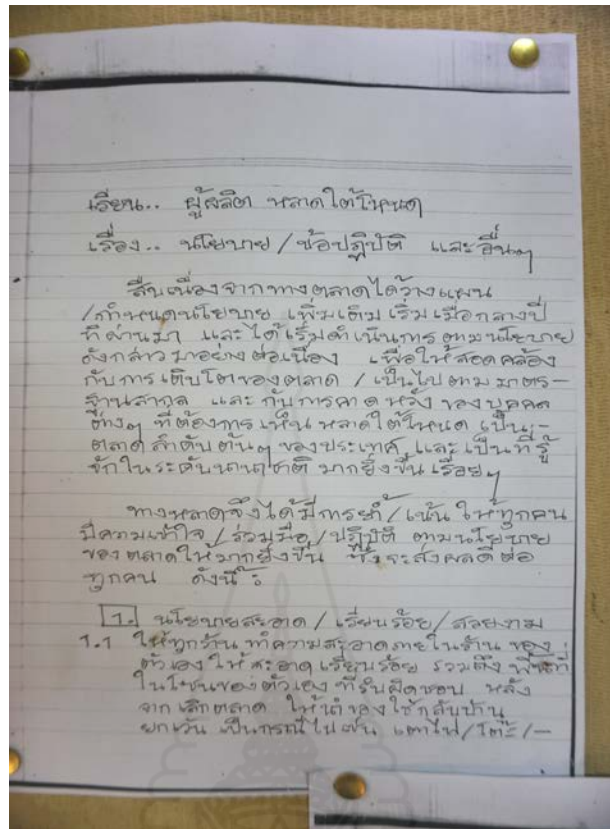 เรียน.. ผู้ผลิต หลาดใต้โหนด
เรื่อง.. นโยบาย / ข้อปฏิบัติ และอื่นๆ
สืบเนื่องจากทางตลาดได้วางแผน
/กำหนดนโยบาย เพิ่มเติม เริ่มเมื่อกลางปี
ที่ผ่านมา และได้เริ่มดำเนินการ ตามนโยบาย
ดังกล่าว มาอย่างต่อเนื่อง เพื่อให้สอดคล้อง
กับการเติบโตของตลาด / เป็นไปตาม มาตร-
ฐานสากล และ กับการคาดหวัง ของบุคคล
ต่างๆ ที่ต้องการเห็น หลาดใต้โหนด เป็น-
ตลาด ลำดับต้นๆ ของประเทศ และเป็นที่รู้
จักในระดับนานาชาติ มากยิ่งขึ้น เรื่อยๆ
ทางหลาดจึงได้มีการย้ำ / เน้น ให้ทุกคน
มีความเข้าใจ / ร่วมมือ / ปฏิบัติ ตามนโยบาย
ของตลาดให้มากยิ่งขึ้น ซึ่งจะส่งผลดีต่อ
ทุกคน ดังนี้ :
1. นโยบายสะอาด / เรียบร้อย / สวยงาม
1.1 ให้ทุกร้าน ทำความสะอาดภายในร้าน ของ
ตัวเอง ให้สะอาด เรียบร้อย รวมถึง พื้นที่
ในโซนของตัวเอง ที่รับผิดชอบ หลัง
จากเลิกตลาด ให้นำของใช้กลับบ้าน
ยกเว้น เป็นกรณีไป เช่น เตาไฟ / โต๊ะ / -